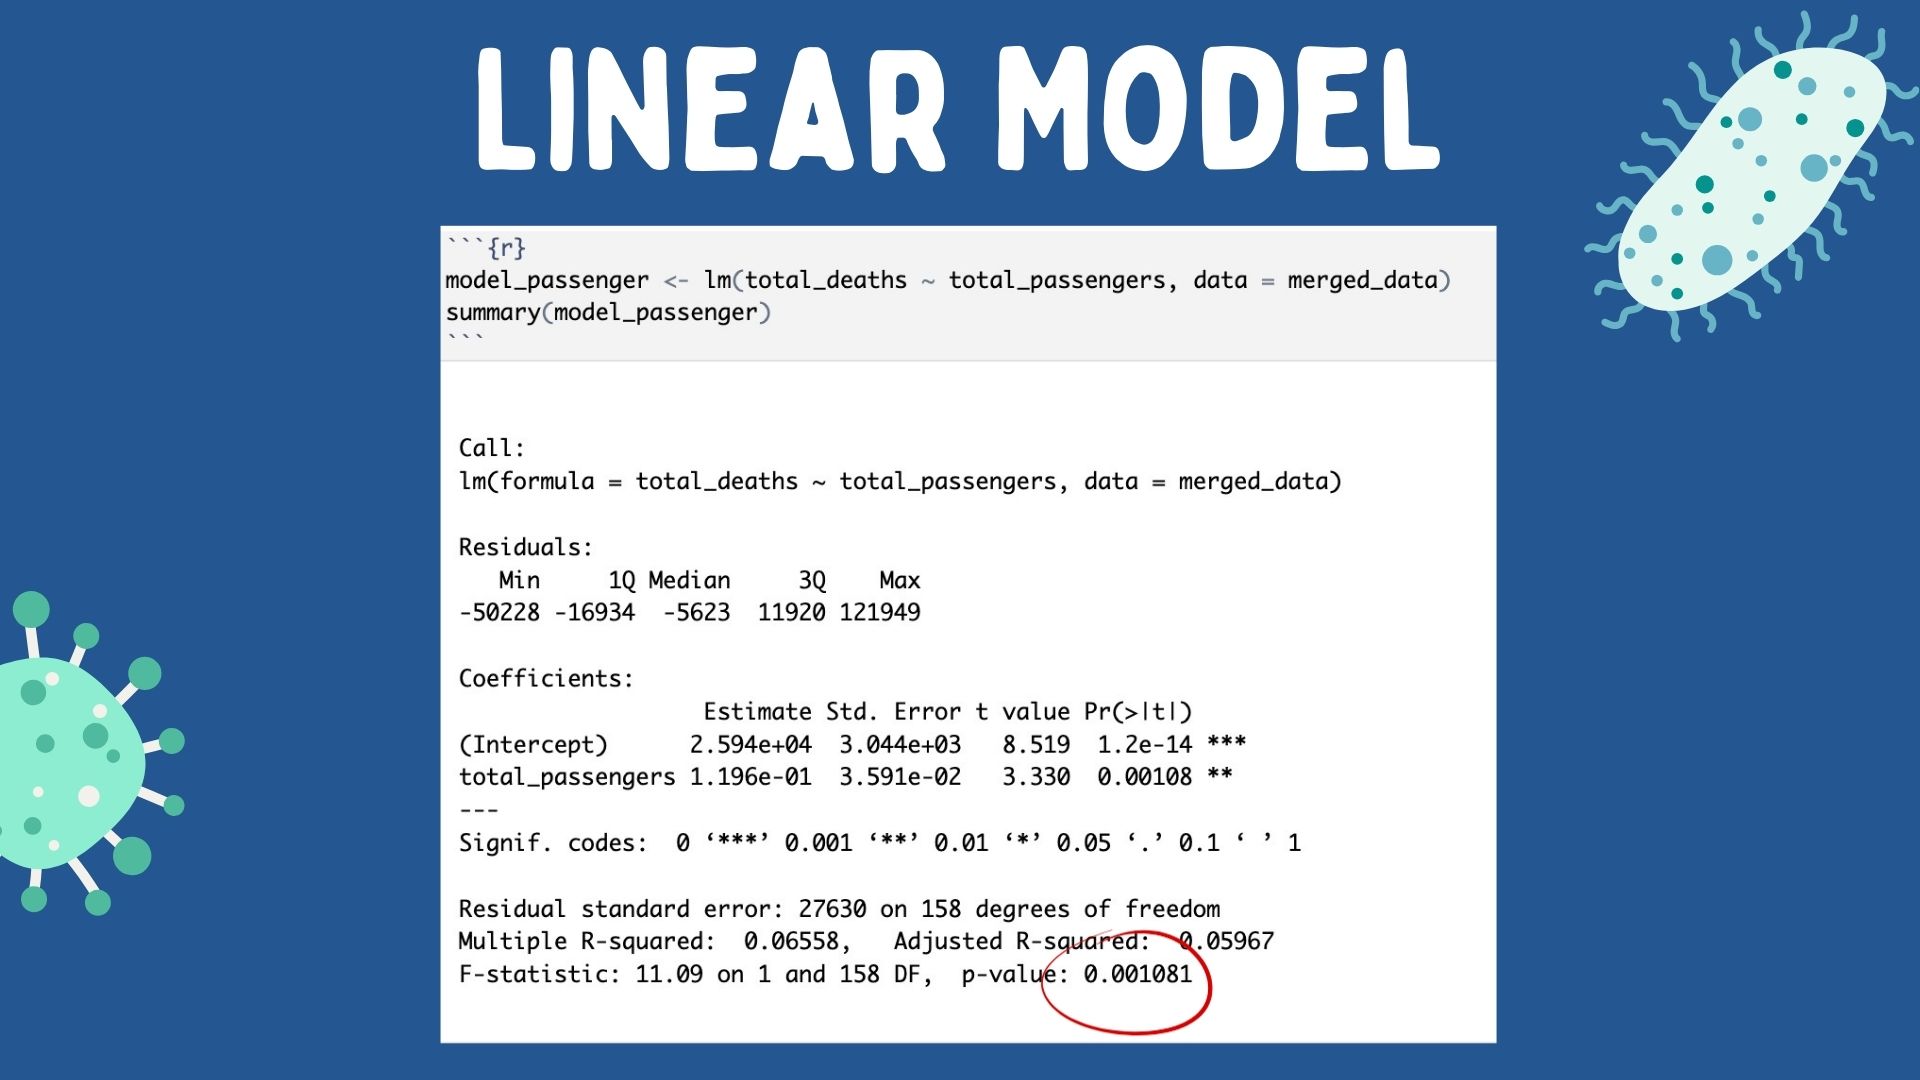 LINEAR MODEL
```{r}
model_passenger <- lm(total_deaths ~ total_passengers, data = merged_data)
summary(model_passenger)
```
Call:
lm(formula = total_deaths ~ total_passengers, data = merged_data)
Residuals:
   Min     1Q Median     3Q    Max
-50228 -16934  -5623  11920 121949
Coefficients:
                  Estimate Std. Error t value Pr(>|t|)
(Intercept)      2.594e+04  3.044e+03   8.519  1.2e-14 ***
total_passengers 1.196e-01  3.591e-02   3.330  0.00108 **
---
Signif. codes:  0 ‘***’ 0.001 ‘**’ 0.01 ‘*’ 0.05 ‘.’ 0.1 ‘ ’ 1
Residual standard error: 27630 on 158 degrees of freedom
Multiple R-squared:  0.06558,   Adjusted R-squared:  0.05967
F-statistic: 11.09 on 1 and 158 DF,  p-value: 0.001081